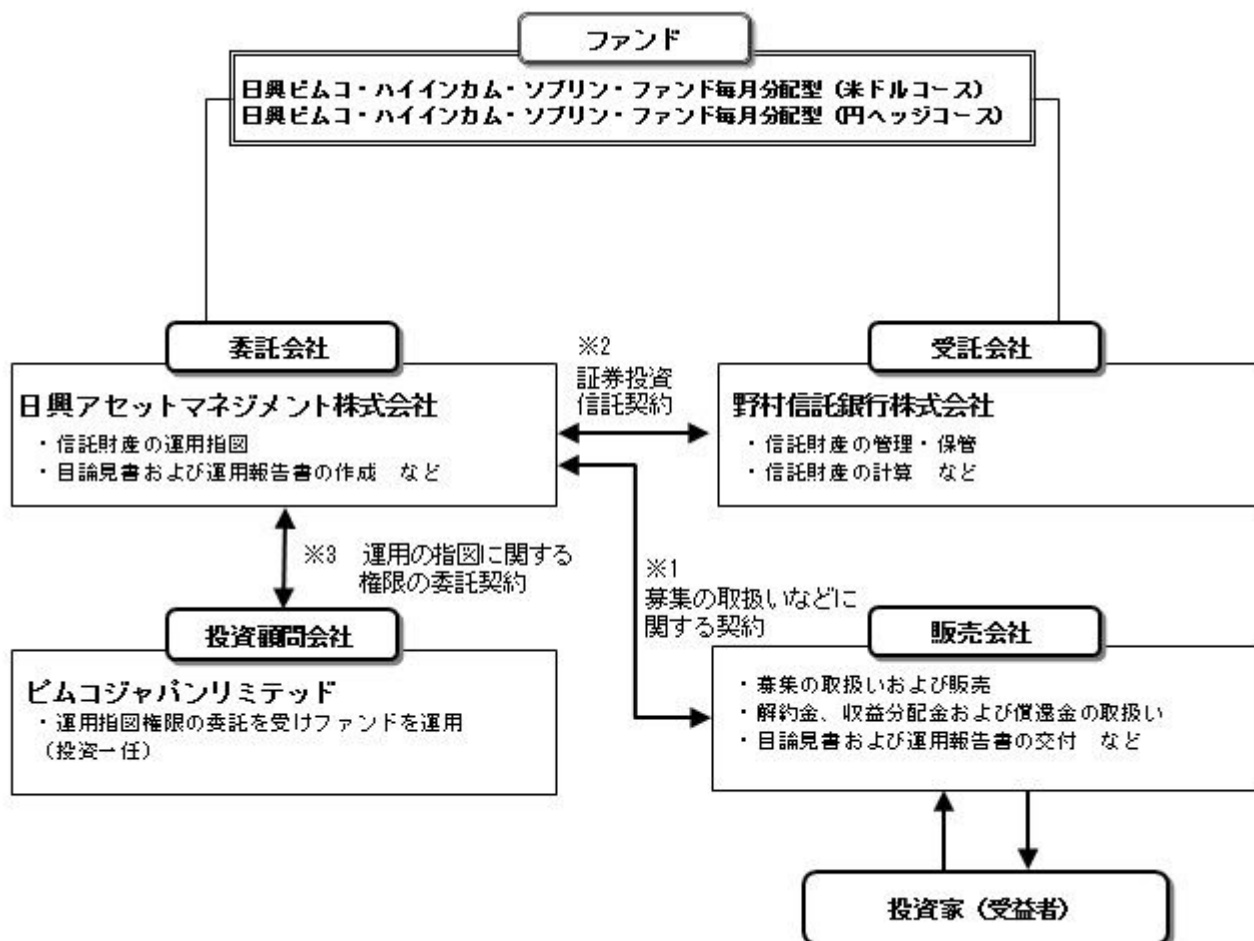 ファンド
日興ピムコ・ハイインカム・ソブリン・ファンド毎月分配型（米ドルコース）
日興ピムコ・ハイインカム・ソブリン・ファンド毎月分配型（円ヘッジコース）
委託会社
日興アセットマネジメント株式会社
・信託財産の運用指図
・目論見書および運用報告書の作成　など
※2
証券投資
信託契約
受託会社
野村信託銀行株式会社
・信託財産の管理・保管
・信託財産の計算　など
※3　運用の指図に関する
権限の委託契約
※1
募集の取扱いなどに
関する契約
投資顧問会社
ピムコジャパンリミテッド
・運用指図権限の委託を受けファンドを運用
（投資一任）
販売会社
・募集の取扱いおよび販売
・解約金、収益分配金および償還金の取扱い
・目論見書および運用報告書の交付　など
投資家（受益者）